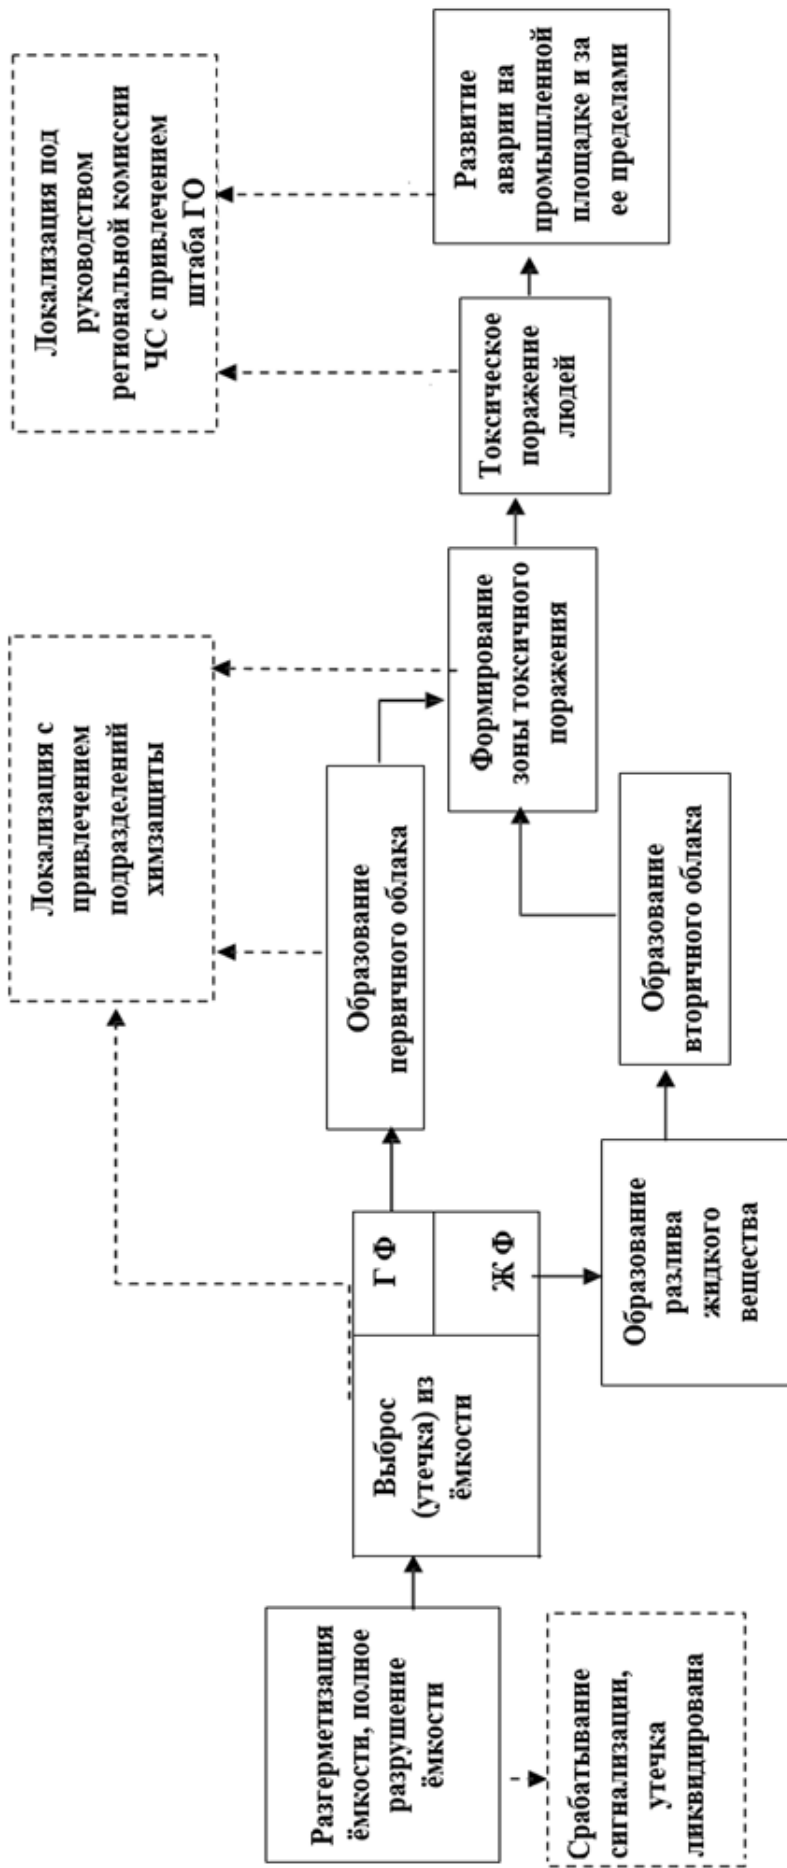 Разгерметизация
ёмкости, полное
разрушение
ёмкости
Срабатывание
сигнализации,
утечка
ликвидирована
Выброс
(утечка) из
ёмкости
Г Ф
Ж Ф
Образование
разлива
жидкого
вещества
Образование
первичного облака
Образование
вторичного облака
Локализация с
привлечением
подразделений
химзащиты
Формирование
зоны токсичного
поражения
Токсическое
поражение
людей
Локализация под
руководством
региональной комиссии
ЧС с привлечением
штаба ГО
Развитие
аварии на
промышленной
площадке и за
ее пределами